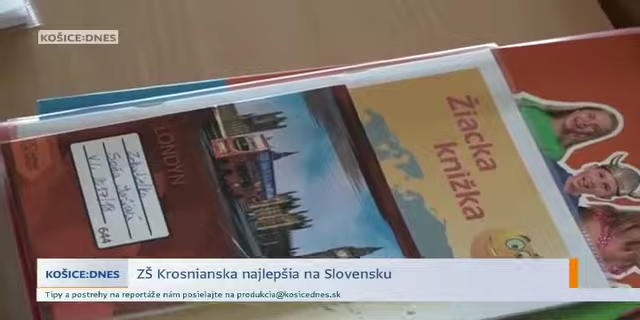 KOŠICE:DNES
LONDÝN
Žiacka
knižka
644
KOŠICE:DNES
ZŠ Krosnianska najlepšia na Slovensku
Tipy a postrehy na reportáže nám posielajte na produkcia@kosicednes.sk